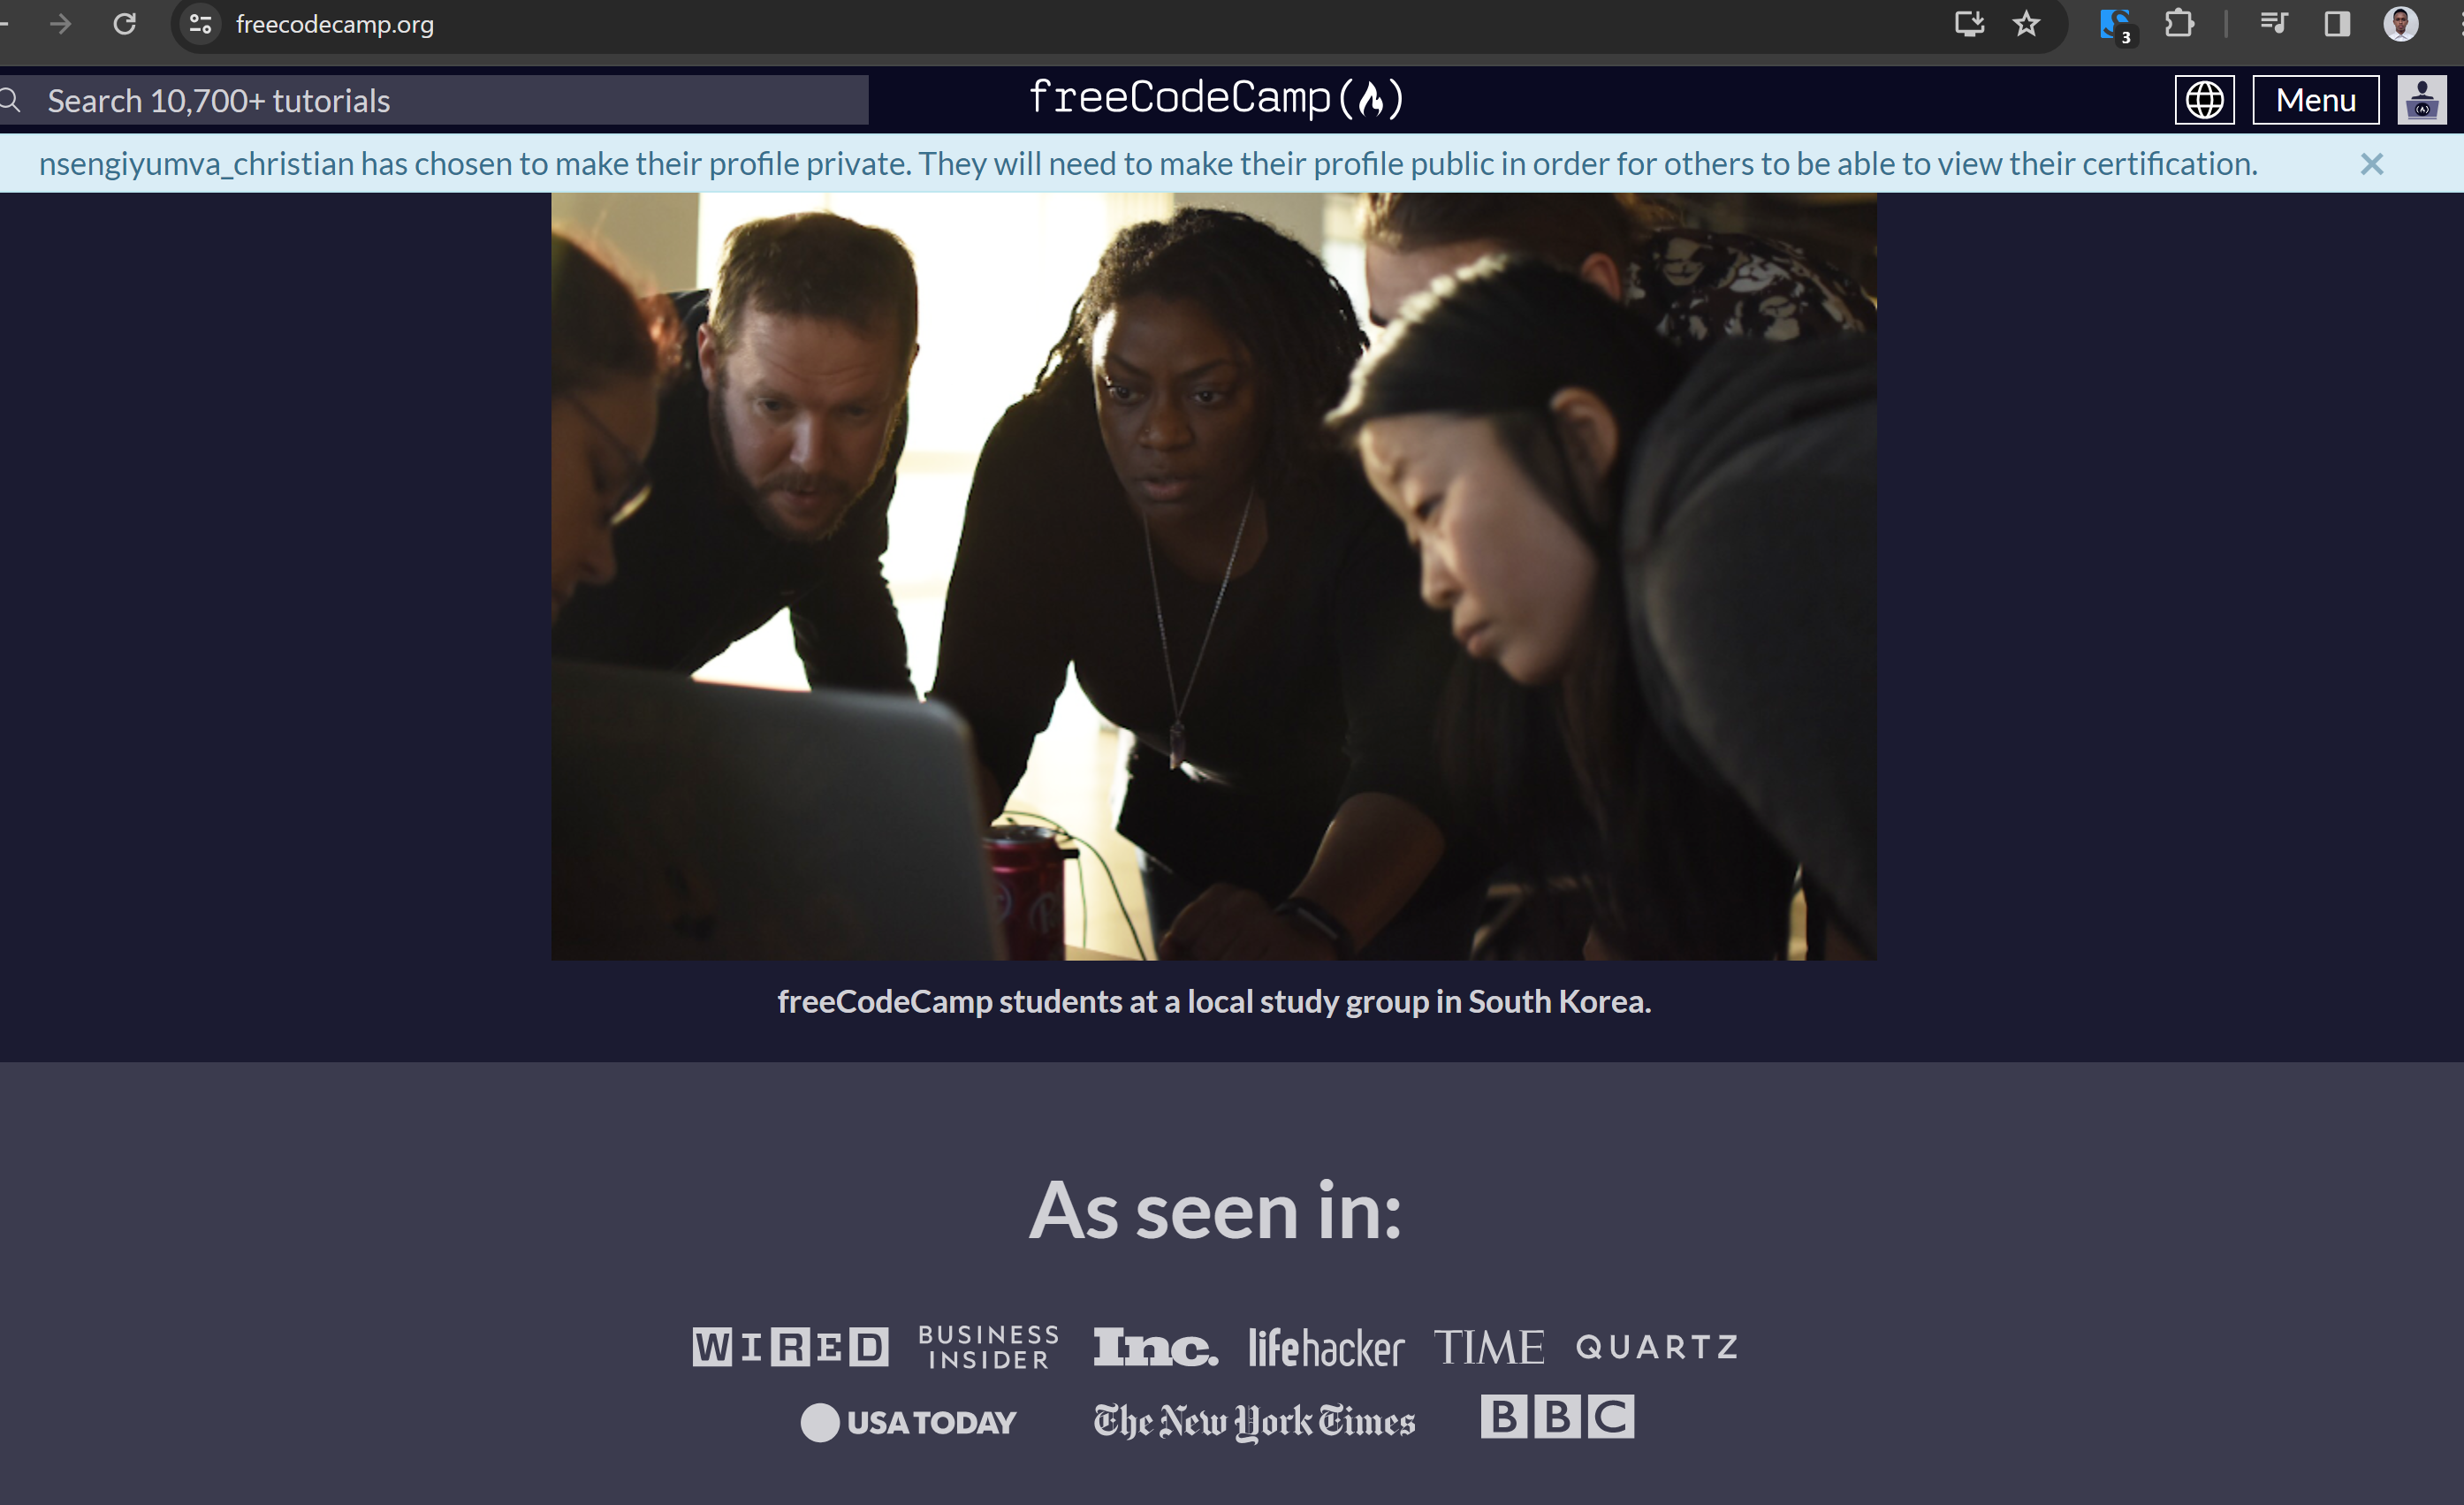 freecodecamp.org
3
Search 10,700+ tutorials
freeCodeCamp(🔥)
Menu
nsengiyumva_christian has chosen to make their profile private. They will need to make their profile public in order for others to be able to view their certification.
freeCodeCamp students at a local study group in South Korea.
As seen in:
WIRED BUSINESS INSIDER Inc. lifehacker TIME QUARTZ
USA TODAY The New York Times BBC